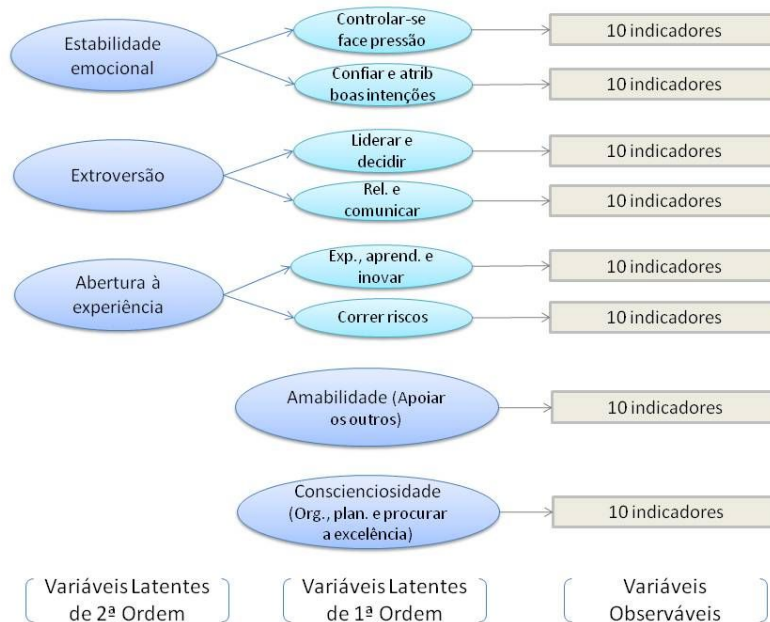 Estabilidade
emocional
Controlar-se
face pressão
10 indicadores
Confiar e atrib
boas intenções
10 indicadores
Extroversão
Liderar e
decidir
10 indicadores
Rel. e
comunicar
10 indicadores
Abertura à
experiência
Exp., aprend. e
inovar
10 indicadores
Correr riscos
10 indicadores
Amabilidade (Apoiar
os outros)
10 indicadores
Conscienciosidade
(Org., plan. e procurar
a excelência)
10 indicadores
Variáveis Latentes
de 2ª Ordem
Variáveis Latentes
de 1ª Ordem
Variáveis
Observáveis